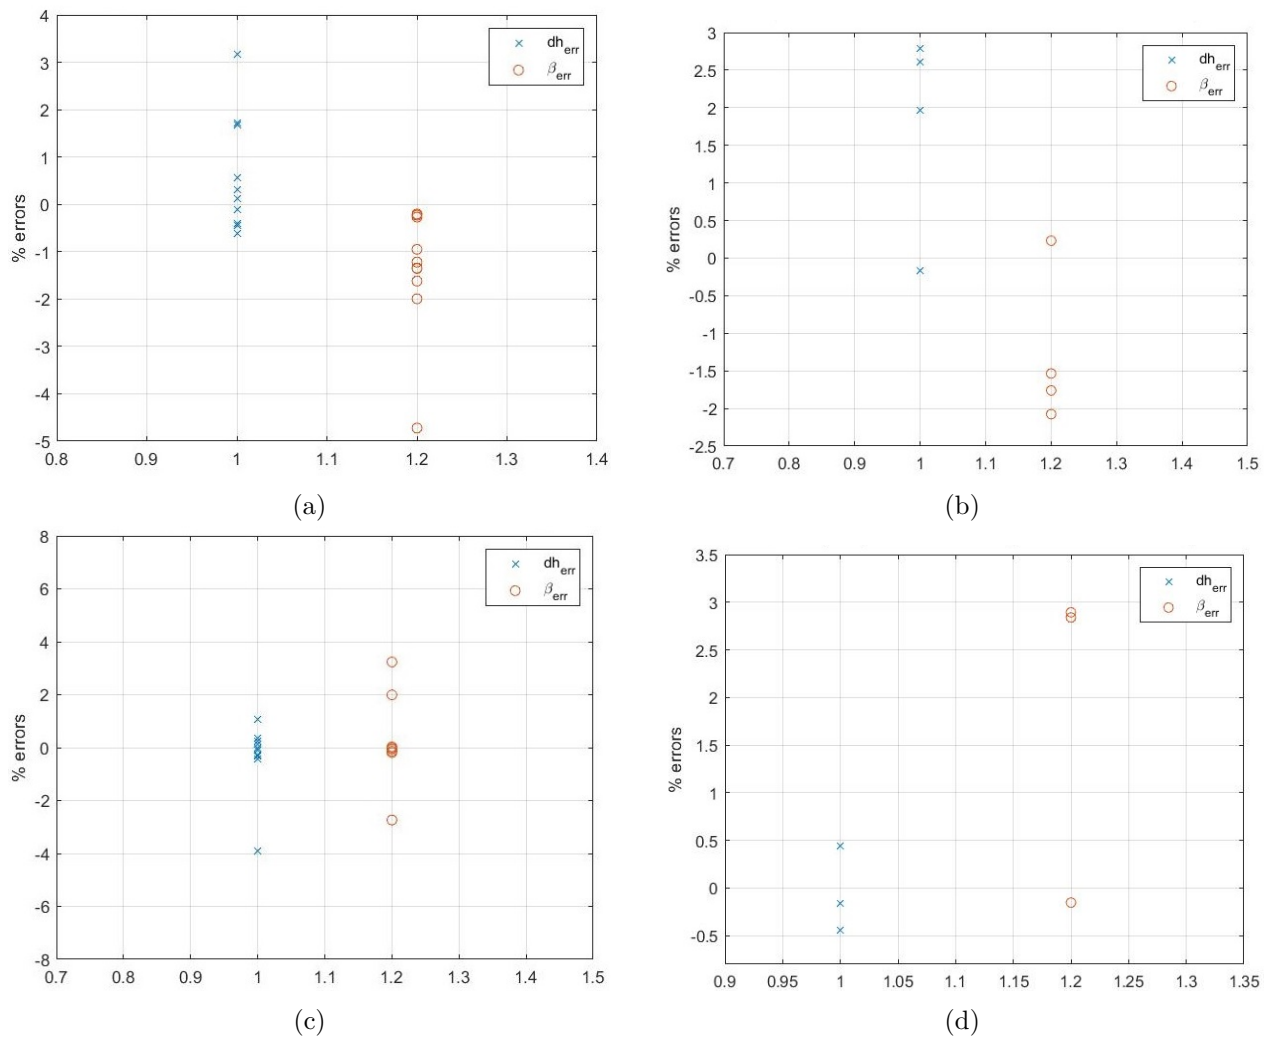 4
3
2
1
0
-1
-2
-3
-4
-5
% errors
0.8 0.9 1 1.1 1.2 1.3 1.4
dh_err
β_err
(a)
3
2.5
2
1.5
1
0.5
0
-0.5
-1
-1.5
-2
-2.5
% errors
0.7 0.8 0.9 1 1.1 1.2 1.3 1.4 1.5
dh_err
β_err
(b)
8
6
4
2
0
-2
-4
-6
-8
% errors
0.7 0.8 0.9 1 1.1 1.2 1.3 1.4 1.5
dh_err
β_err
(c)
3.5
3
2.5
2
1.5
1
0.5
0
-0.5
% errors
0.9 0.95 1 1.05 1.1 1.15 1.2 1.25 1.3 1.35
dh_err
β_err
(d)